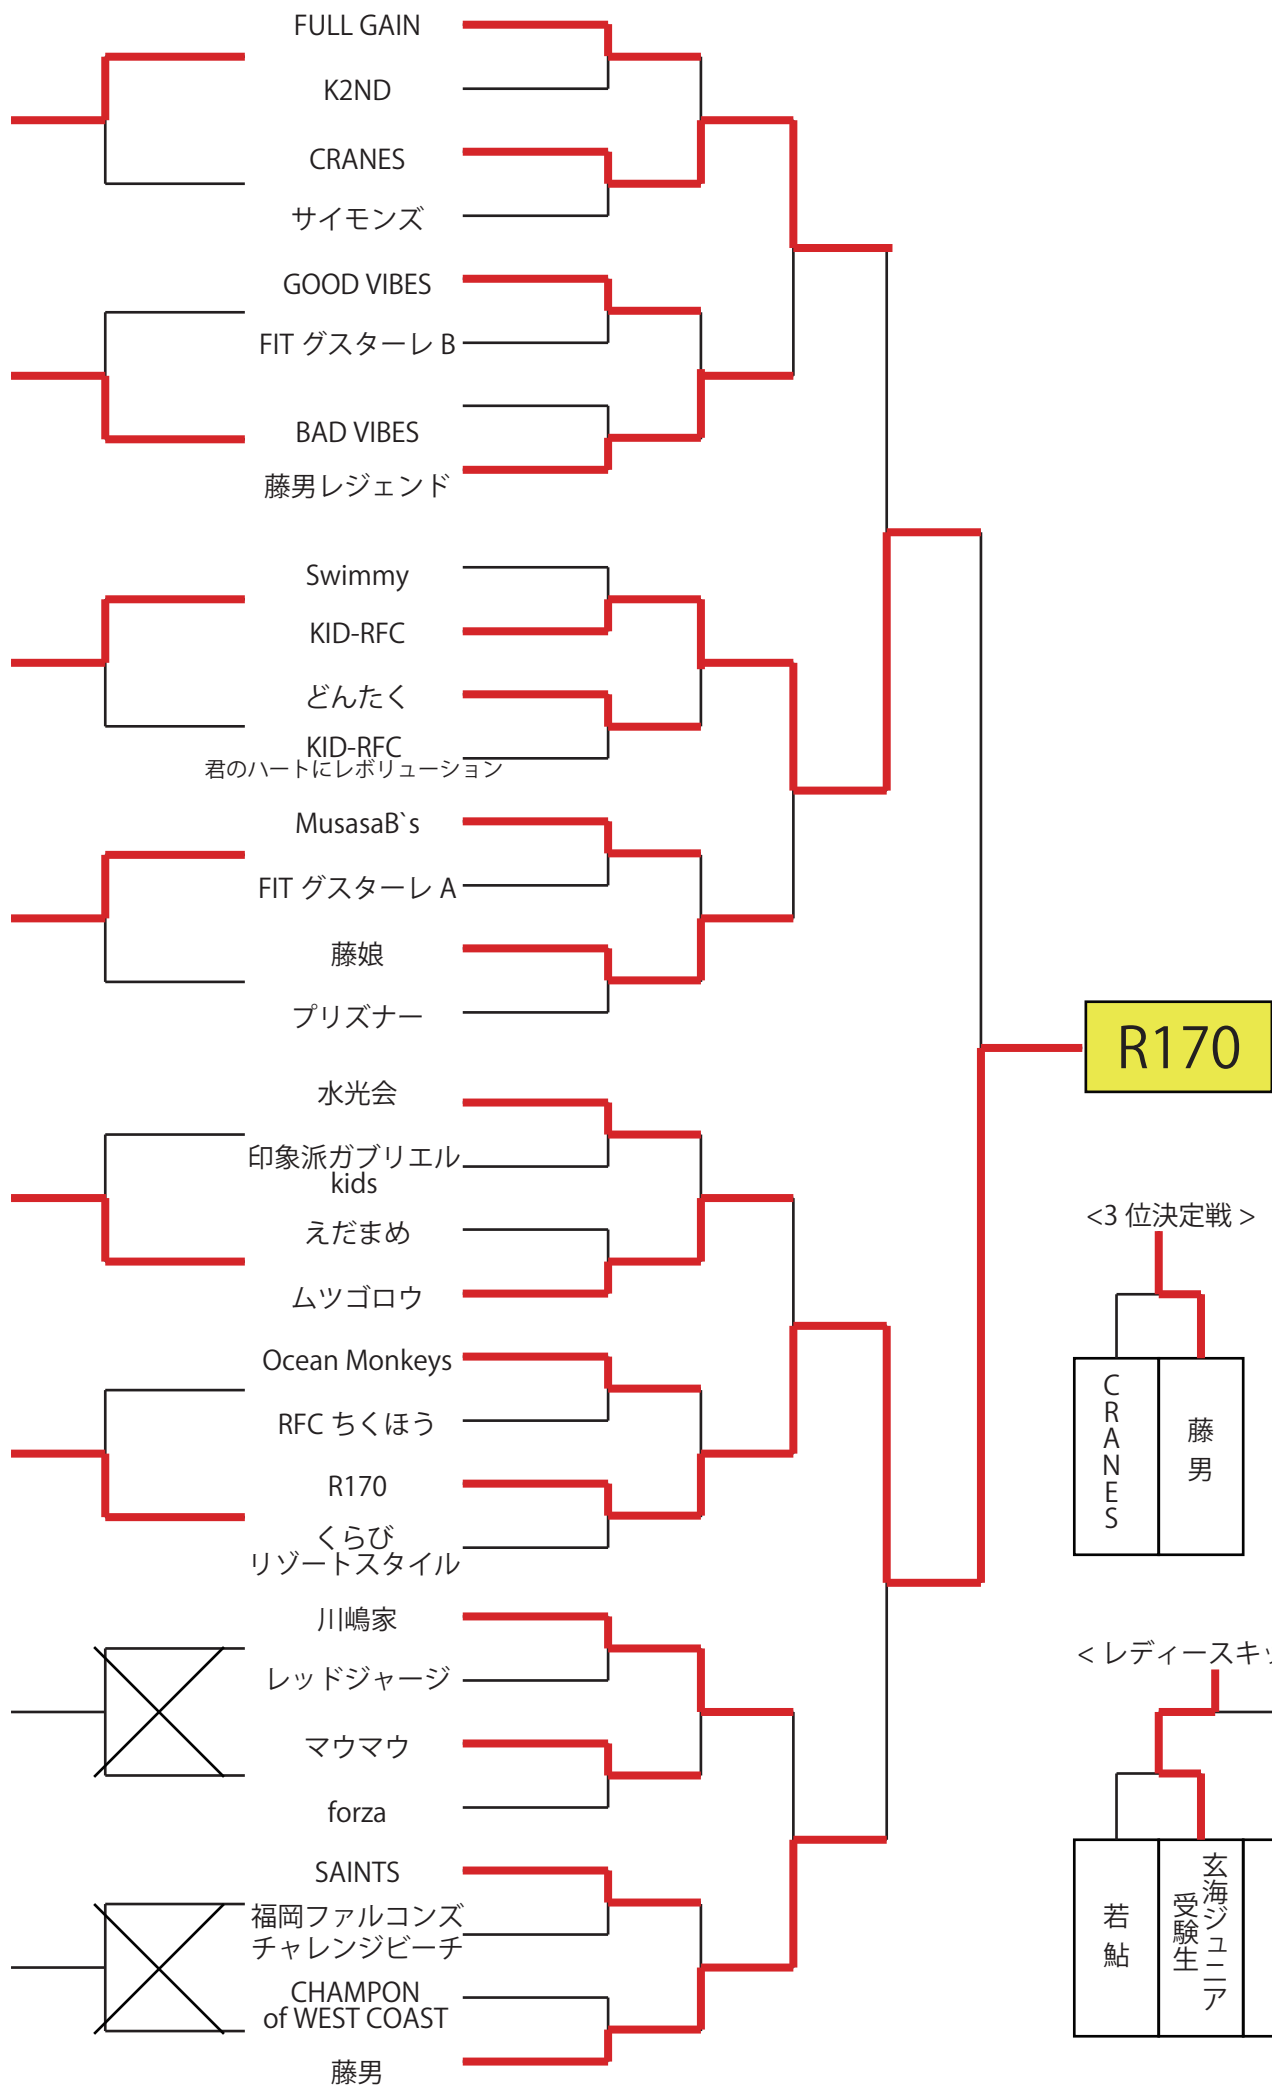 FULL GAIN
K2ND
CRANES
サイモンズ
GOOD VIBES
FIT グスターレ B
BAD VIBES
藤男レジェンド
Swimmy
KID-RFC
どんたく
KID-RFC
君のハートにレボリューション
MusasaB`s
FIT グスターレ A
藤娘
プリズナー
水光会
印象派ガブリエル
kids
えだまめ
ムツゴロウ
Ocean Monkeys
RFC ちくほう
R170
くらび
リゾートスタイル
川嶋家
レッドジャージ
マウマウ
forza
SAINTS
福岡ファルコンズ
チャレンジビーチ
CHAMPON
of WEST COAST
藤男
R170
<3 位決定戦 >
CRANES
藤男
< レディースキッ
若鮎
玄海ジュニア
受験生